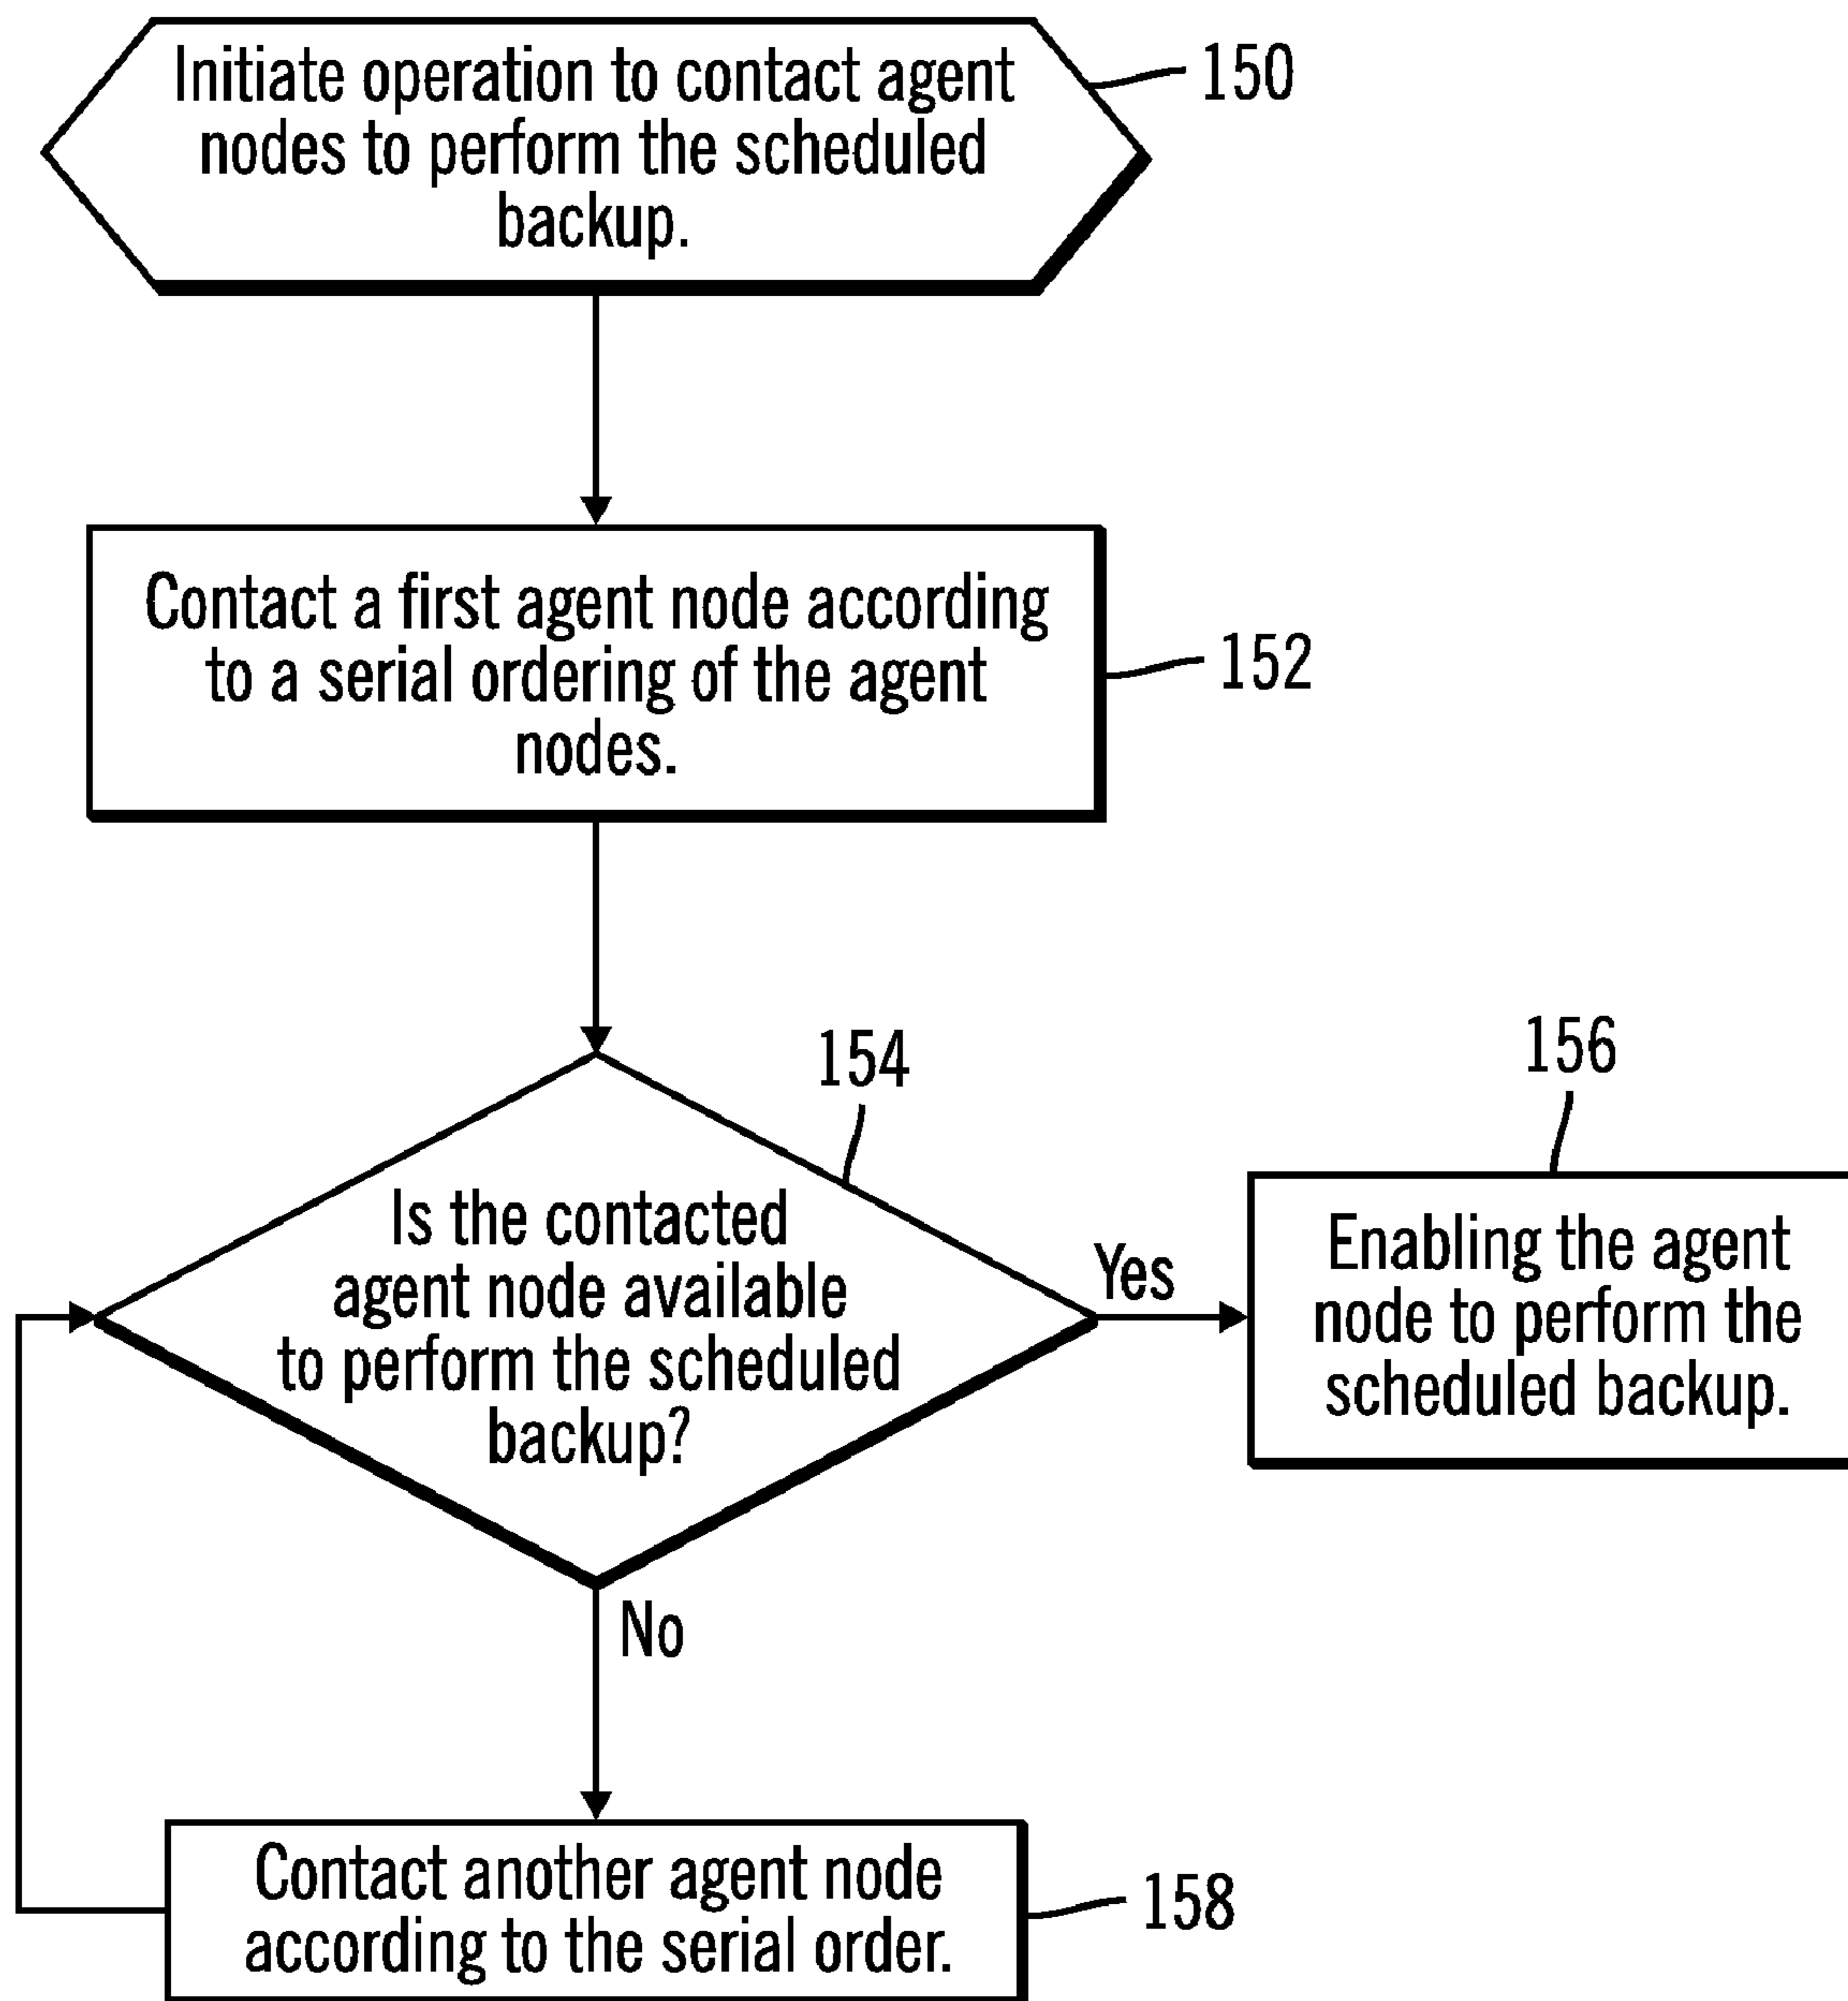 Initiate operation to contact agent
nodes to perform the scheduled
backup.
150
Contact a first agent node according
to a serial ordering of the agent
nodes.
152
154
Is the contacted
agent node available
to perform the scheduled
backup?
Yes
156
Enabling the agent
node to perform the
scheduled backup.
No
Contact another agent node
according to the serial order.
158